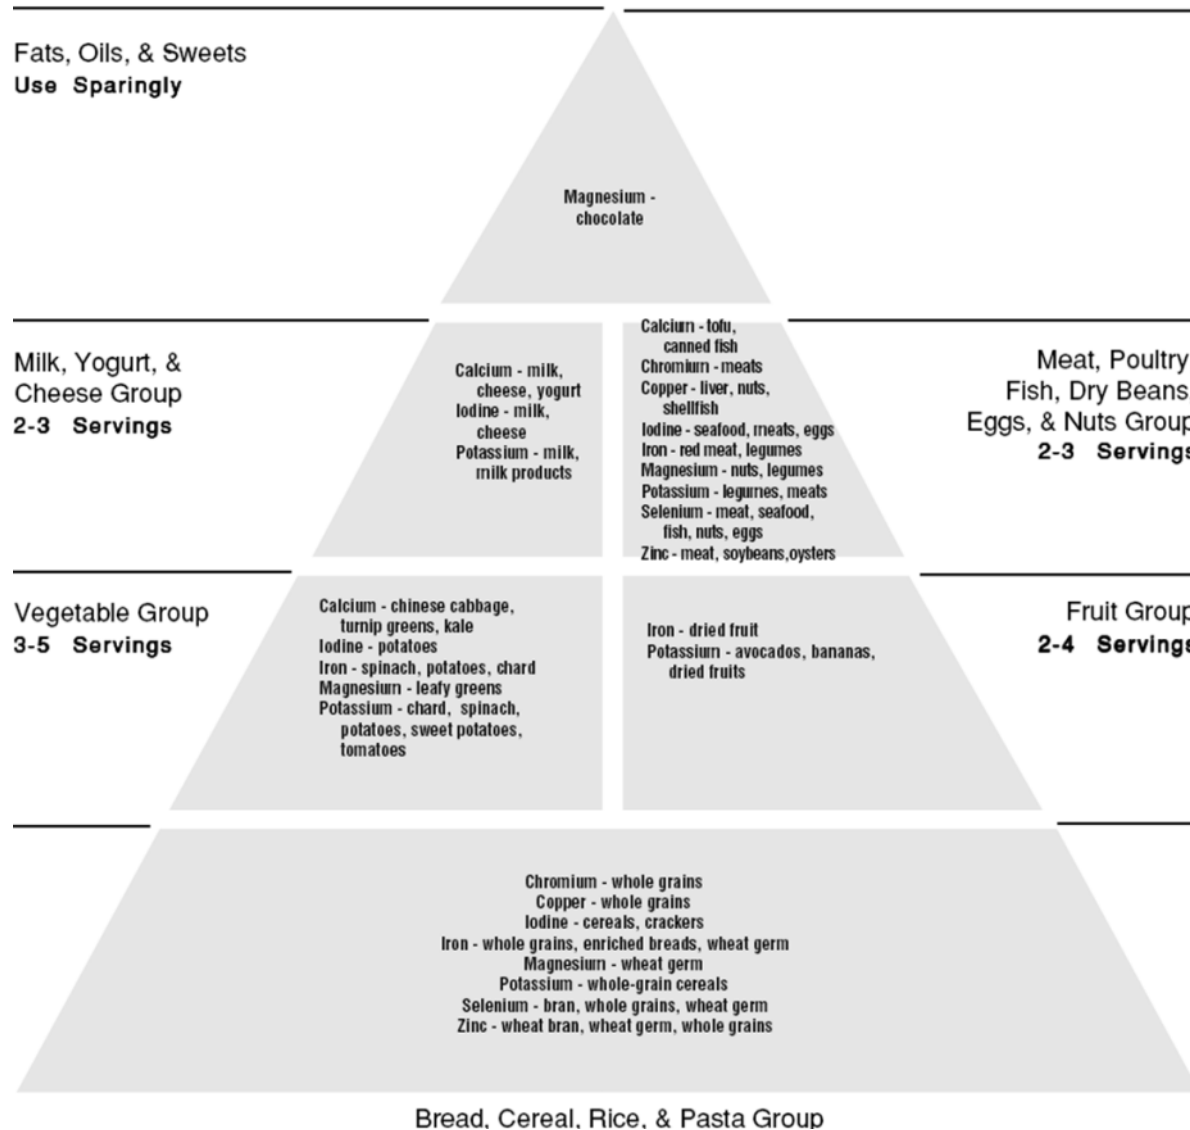 Fats, Oils, & Sweets
Use Sparingly
Magnesium -
chocolate
Milk, Yogurt, &
Cheese Group
2-3 Servings
Calcium - milk,
cheese, yogurt
Iodine - milk,
cheese
Potassium - milk,
milk products
Calcium - tofu,
canned fish
Chromium - meats
Copper - liver, nuts,
shellfish
Iodine - seafood, meats, eggs
Iron - red meat, legumes
Magnesium - nuts, legumes
Potassium - legumes, meats
Selenium - meat, seafood,
fish, nuts, eggs
Zinc - meat, soybeans,oysters
Meat, Poultry
Fish, Dry Beans
Eggs, & Nuts Group
2-3 Servings
Vegetable Group
3-5 Servings
Calcium - chinese cabbage,
turnip greens, kale
Iodine - potatoes
Iron - spinach, potatoes, chard
Magnesium - leafy greens
Potassium - chard, spinach,
potatoes, sweet potatoes,
tomatoes
Iron - dried fruit
Potassium - avocados, bananas,
dried fruits
Fruit Group
2-4 Servings
Chromium - whole grains
Copper - whole grains
Iodine - cereals, crackers
Iron - whole grains, enriched breads, wheat germ
Magnesium - wheat germ
Potassium - whole-grain cereals
Selenium - bran, whole grains, wheat germ
Zinc - wheat bran, wheat germ, whole grains
Bread, Cereal, Rice, & Pasta Group